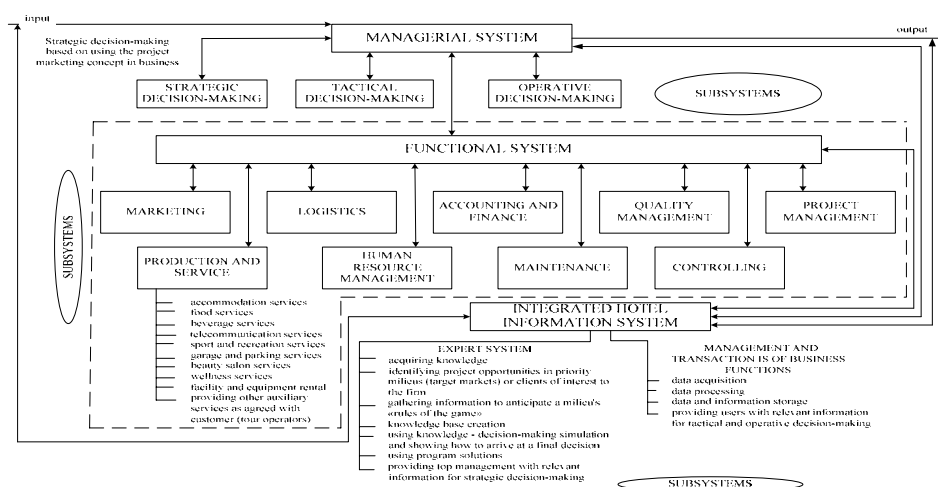 input
output
MANAGERIAL SYSTEM
Strategic decision-making
based on using the project
marketing concept in business
STRATEGIC
DECISION-MAKING
TACTICAL
DECISION-MAKING
OPERATIVE
DECISION-MAKING
SUBSYSTEMS
FUNCTIONAL SYSTEM
SUBSYSTEMS
MARKETING
LOGISTICS
ACCOUNTING AND
FINANCE
QUALITY
MANAGEMENT
PROJECT
MANAGEMENT
PRODUCTION AND
SERVICE
HUMAN
RESOURCE
MANAGEMENT
MAINTENANCE
CONTROLLING
accommodation services
food services
beverage services
telecommunication services
sport and recreation services
garage and parking services
beauty salon services
wellness services
facility and equipment rental
providing other auxiliary
services as agreed with
customer (tour operators)
INTEGRATED HOTEL
INFORMATION SYSTEM
EXPERT SYSTEM
acquiring knowledge
identifying project opportunities in priority
milieus (target markets) or clients of interest to
the firm
gathering information to anticipate a milieu's
«rules of the game»
knowledge base creation
using knowledge - decision-making simulation
and showing how to arrive at a final decision
using program solutions
providing top management with relevant
information for strategic decision-making
MANAGEMENT AND
TRANSACTION IS OF BUSINESS
FUNCTIONS
data acquisition
data processing
data and information storage
providing users with relevant information
for tactical and operative decision-making
SUBSYSTEMS